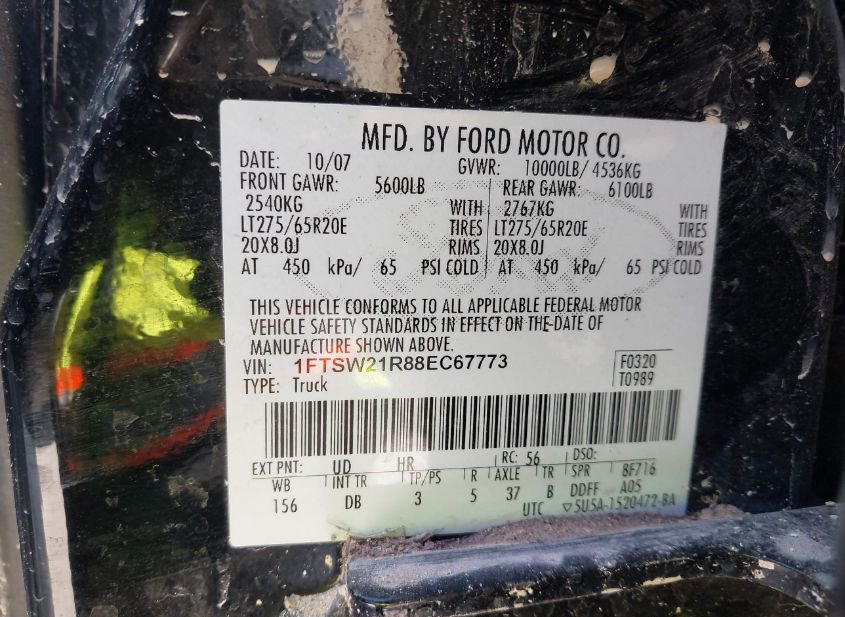 MFD. BY FORD MOTOR CO.
DATE: 10/07 GVWR: 10000LB/ 4536KG
FRONT GAWR: 5600LB REAR GAWR: 6100LB
2540KG WITH 2767KG WITH
LT275/65R20E TIRES LT275/65R20E TIRES
20X8.0J RIMS 20X8.0J RIMS
AT 450 kPa/ 65 PSI COLD AT 450 kPa/ 65 PSI COLD
THIS VEHICLE CONFORMS TO ALL APPLICABLE FEDERAL MOTOR
VEHICLE SAFETY STANDARDS IN EFFECT ON THE-DATE OF
MANUFACTURE SHOWN ABOVE.
VIN: 1FTSW21R88EC67773 F0320
TYPE: Truck T0989
EXT PNT: UD HR RC: 56 DSO:
WB INT TR TP/PS R AXLE TR SPR 8F716
156 DB 3 5 37 B DDFF A05
UTC ▽5U5A-1520472-BA